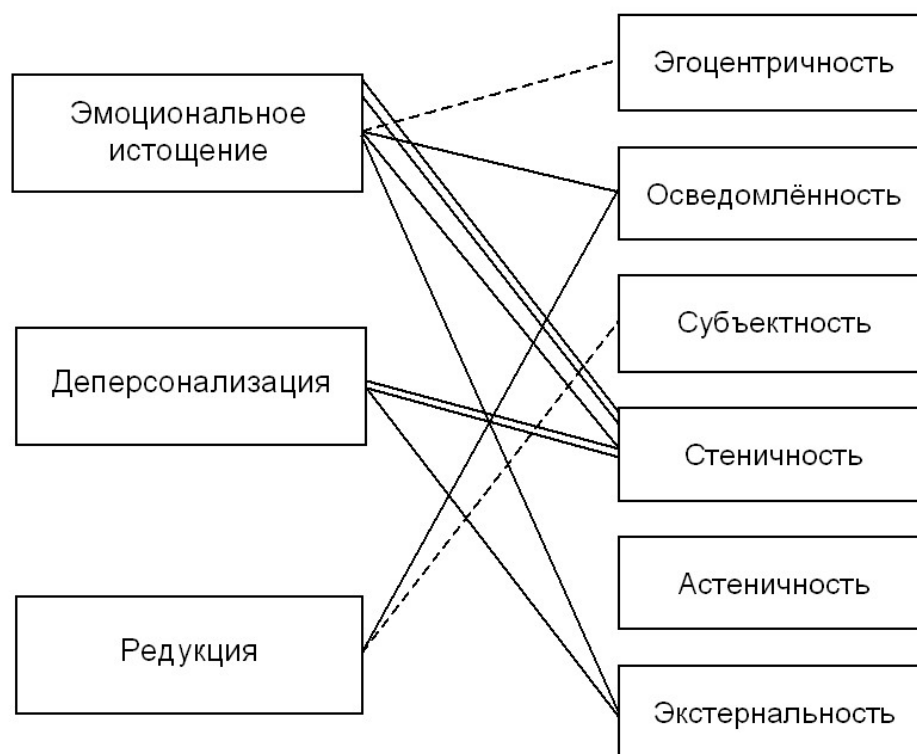 Эмоциональное
истощение
Деперсонализация
Редукция
Эгоцентричность
Осведомлённость
Субъектность
Стеничность
Астеничность
Экстернальность